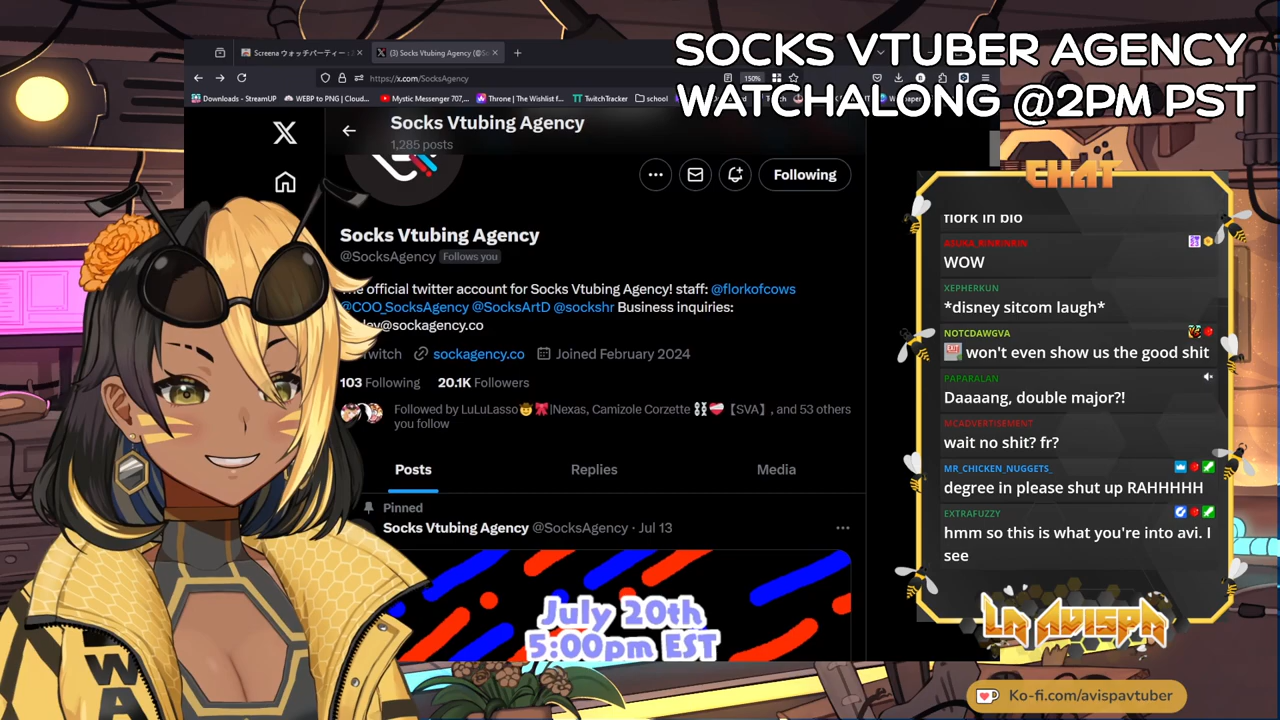 SOCKS VTUBER AGENCY
WATCHALONG @2PM PST
Screena ウォッチパーティー
(3) Socks Vtubing Agency
https://x.com/SocksAgency
150%
Downloads - StreamUP
WEBP to PNG | Cloud...
Mystic Messenger 707,...
Throne | The Wishlist f...
TwitchTracker
school
Socks Vtubing Agency
1,285 posts
Following
Socks Vtubing Agency
@SocksAgency Follows you
official twitter account for Socks Vtubing Agency! staff: @florkofcows
@COO_SocksAgency @SocksArtD @sockshr Business inquiries:
@sockagency.co
sockagency.co Joined February 2024
103 Following 20.1K Followers
Followed by LuLuLasso🤠🎀|Nexas, Camizole Corzette ⛓❤️‍🩹【SVA】, and 53 others
you follow
Posts Replies Media
Pinned
Socks Vtubing Agency @SocksAgency · Jul 13
July 20th
5:00pm EST
WA
CHAT
flork in bio
ASUKA_RINRINRIN
WOW
XEPHERKUN
*disney sitcom laugh*
NOTCDAWGVA
won't even show us the good shit
PAPARALAN
Daaaang, double major?!
MCADVERTISEMENT
wait no shit? fr?
MR_CHICKEN_NUGGETS_
degree in please shut up RAHHHHH
EXTRAFUZZY
hmm so this is what you're into avi. I
see
LA AVISPA
Ko-fi.com/avispavtuber